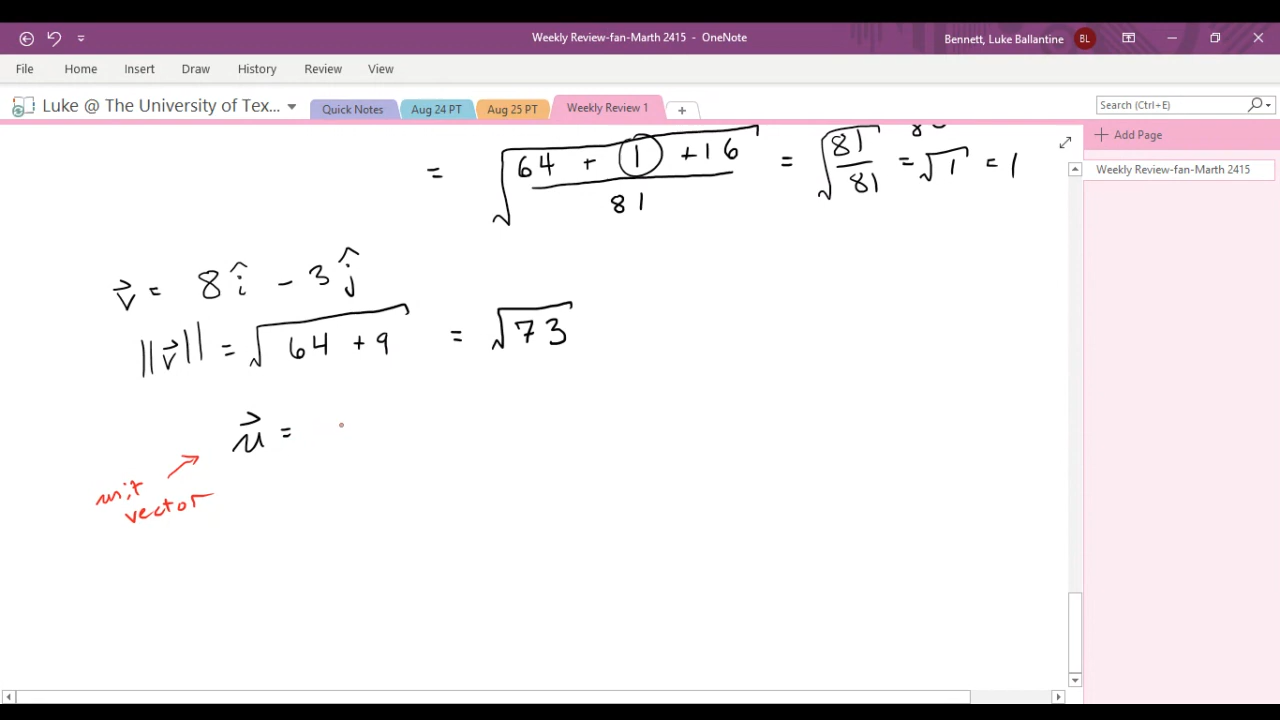 Weekly Review-fan-Marth 2415 - OneNote
Bennett, Luke Ballantine BL
File Home Insert Draw History Review View
Luke @ The University of Tex... Quick Notes Aug 24 PT Aug 25 PT Weekly Review 1 +
Search (Ctrl+E)
+ Add Page
Weekly Review-fan-Marth 2415
= √((64 + 1 + 16)/81) = √(81/81) = √1 = 1
v⃗ = 8î - 3ĵ
||v⃗|| = √(64 + 9) = √73
u⃗ =
unit
vector